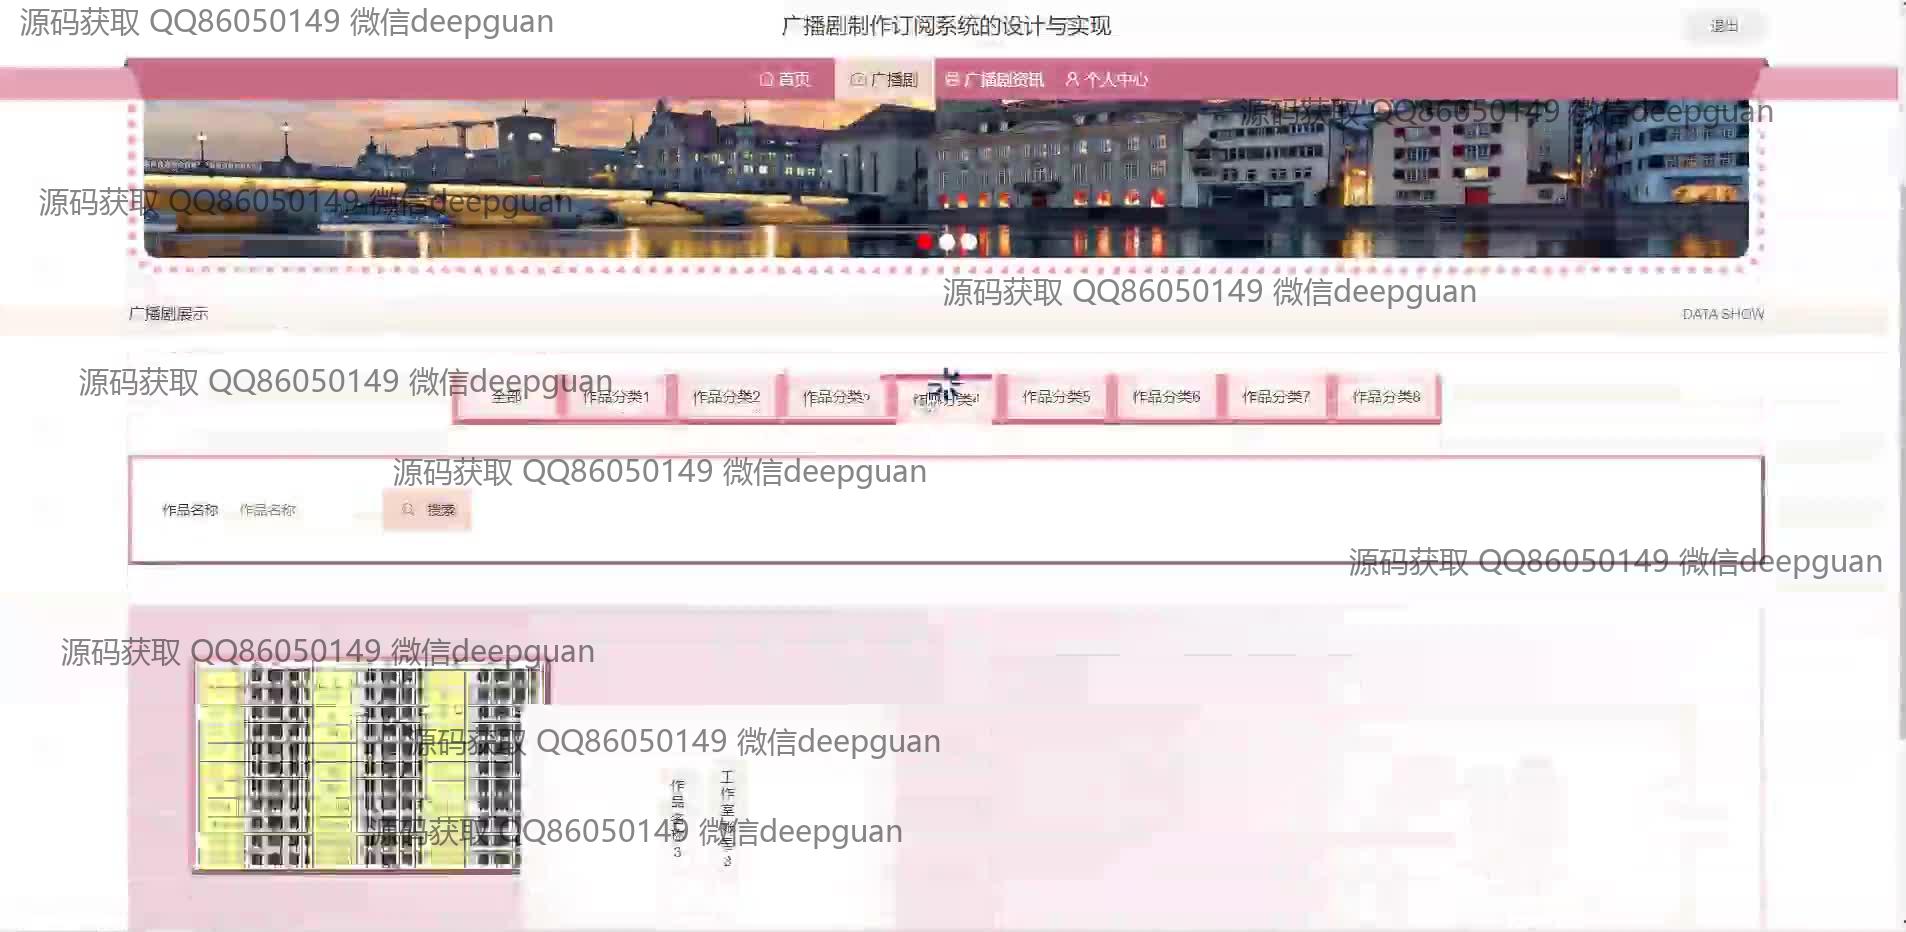 源码获取 QQ86050149 微信deepguan
广播剧制作订阅系统的设计与实现
退出
首页 广播剧 广播剧资讯 个人中心
源码获取 QQ86050149 微信deepguan
源码获取 QQ86050149 微信deepguan
源码获取 QQ86050149 微信deepguan
广播剧展示
DATA SHOW
源码获取 QQ86050149 微信deepguan
全部 作品分类1 作品分类2 作品分类 作品分类4 作品分类5 作品分类6 作品分类7 作品分类8
源码获取 QQ86050149 微信deepguan
作品名称 作品名称 搜索
源码获取 QQ86050149 微信deepguan
源码获取 QQ86050149 微信deepguan
源码获取 QQ86050149 微信deepguan
作品名称3
工作室
源码获取 QQ86050149 微信deepguan